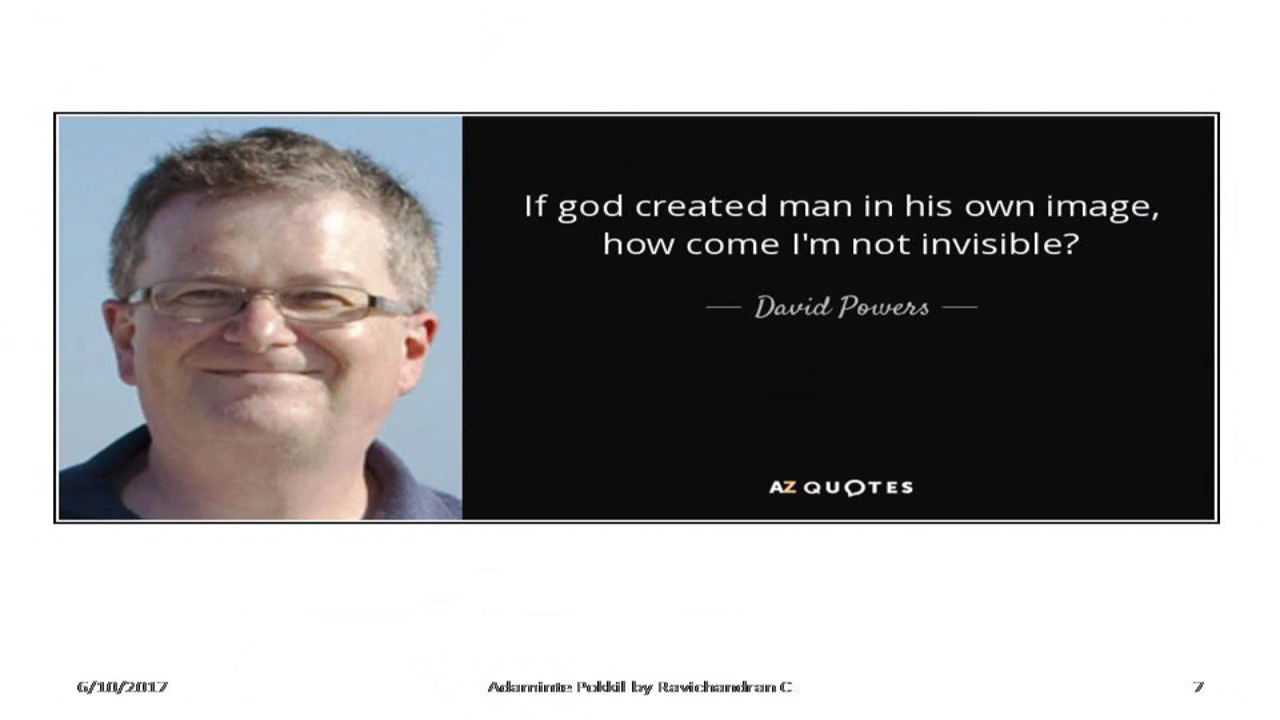 If god created man in his own image,
how come I'm not invisible?
David Powers
AZ QUOTES
6/10/2017 Adaminte Pokkil by Ravichandran C 7